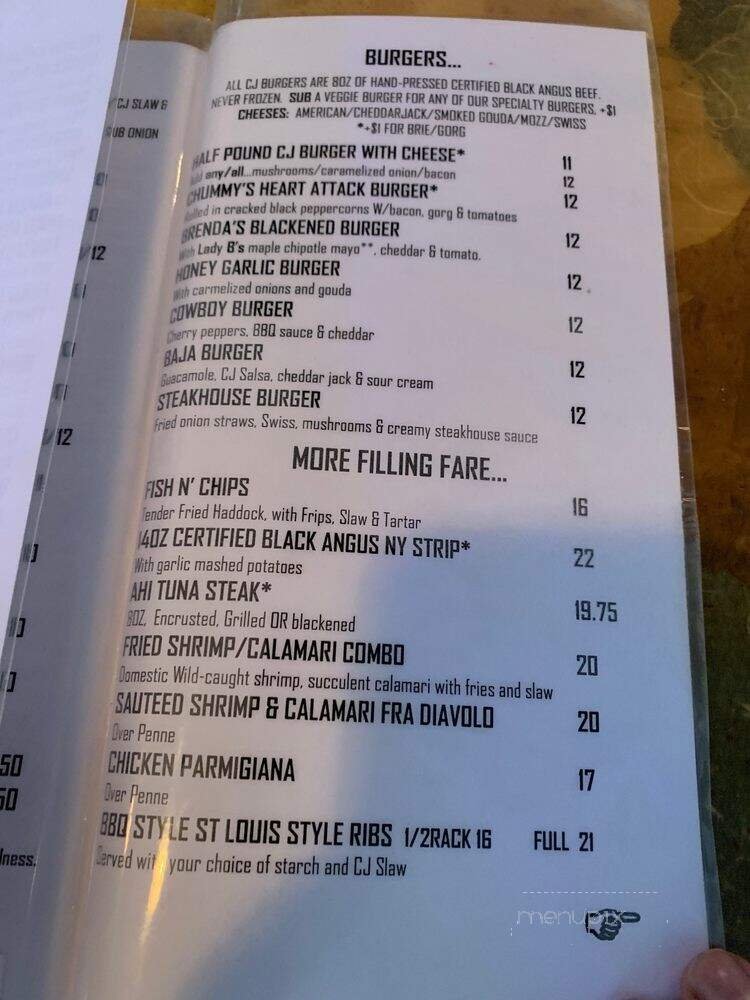 BURGERS...
ALL CJ BURGERS ARE 8OZ OF HAND-PRESSED CERTIFIED BLACK ANGUS BEEF.
NEVER FROZEN. SUB A VEGGIE BURGER FOR ANY OF OUR SPECIALTY BURGERS, +$1
CHEESES: AMERICAN/CHEDDARJACK/SMOKED GOUDA/MOZZ/SWISS
*+$1 FOR BRIE/GORG
HALF POUND CJ BURGER WITH CHEESE* 11
Add any/all...mushrooms/caramelized onion/bacon 12
CHUMMY'S HEART ATTACK BURGER* 12
Rolled in cracked black peppercorns W/bacon, gorg & tomatoes
BRENDA'S BLACKENED BURGER 12
With Lady B's maple chipotle mayo**, cheddar & tomato.
HONEY GARLIC BURGER 12
With carmelized onions and gouda
COWBOY BURGER 12
Cherry peppers, BBQ sauce & cheddar
BAJA BURGER 12
Guacamole, CJ Salsa, cheddar jack & sour cream
STEAKHOUSE BURGER 12
Fried onion straws, Swiss, mushrooms & creamy steakhouse sauce
MORE FILLING FARE...
FISH N' CHIPS 16
Tender Fried Haddock, with Frips, Slaw & Tartar
14OZ CERTIFIED BLACK ANGUS NY STRIP* 22
With garlic mashed potatoes
AHI TUNA STEAK* 19.75
8OZ, Encrusted, Grilled OR blackened
FRIED SHRIMP/CALAMARI COMBO 20
Domestic Wild-caught shrimp, succulent calamari with fries and slaw
SAUTEED SHRIMP & CALAMARI FRA DIAVOLO 20
Over Penne
CHICKEN PARMIGIANA 17
Over Penne
BBQ STYLE ST LOUIS STYLE RIBS 1/2RACK 16 FULL 21
Served with your choice of starch and CJ Slaw
menupix
CJ SLAW &
SUB ONION
/12
/12
50
50